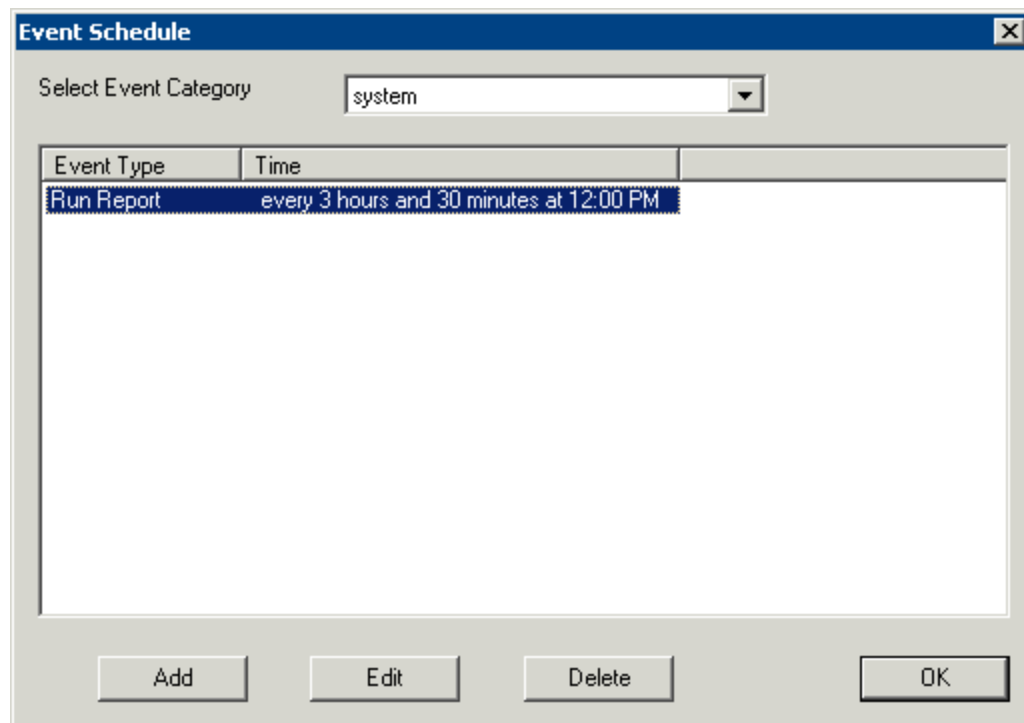 Event Schedule
Select Event Category system
Event Type Time
Run Report every 3 hours and 30 minutes at 12:00 PM
Add Edit Delete OK